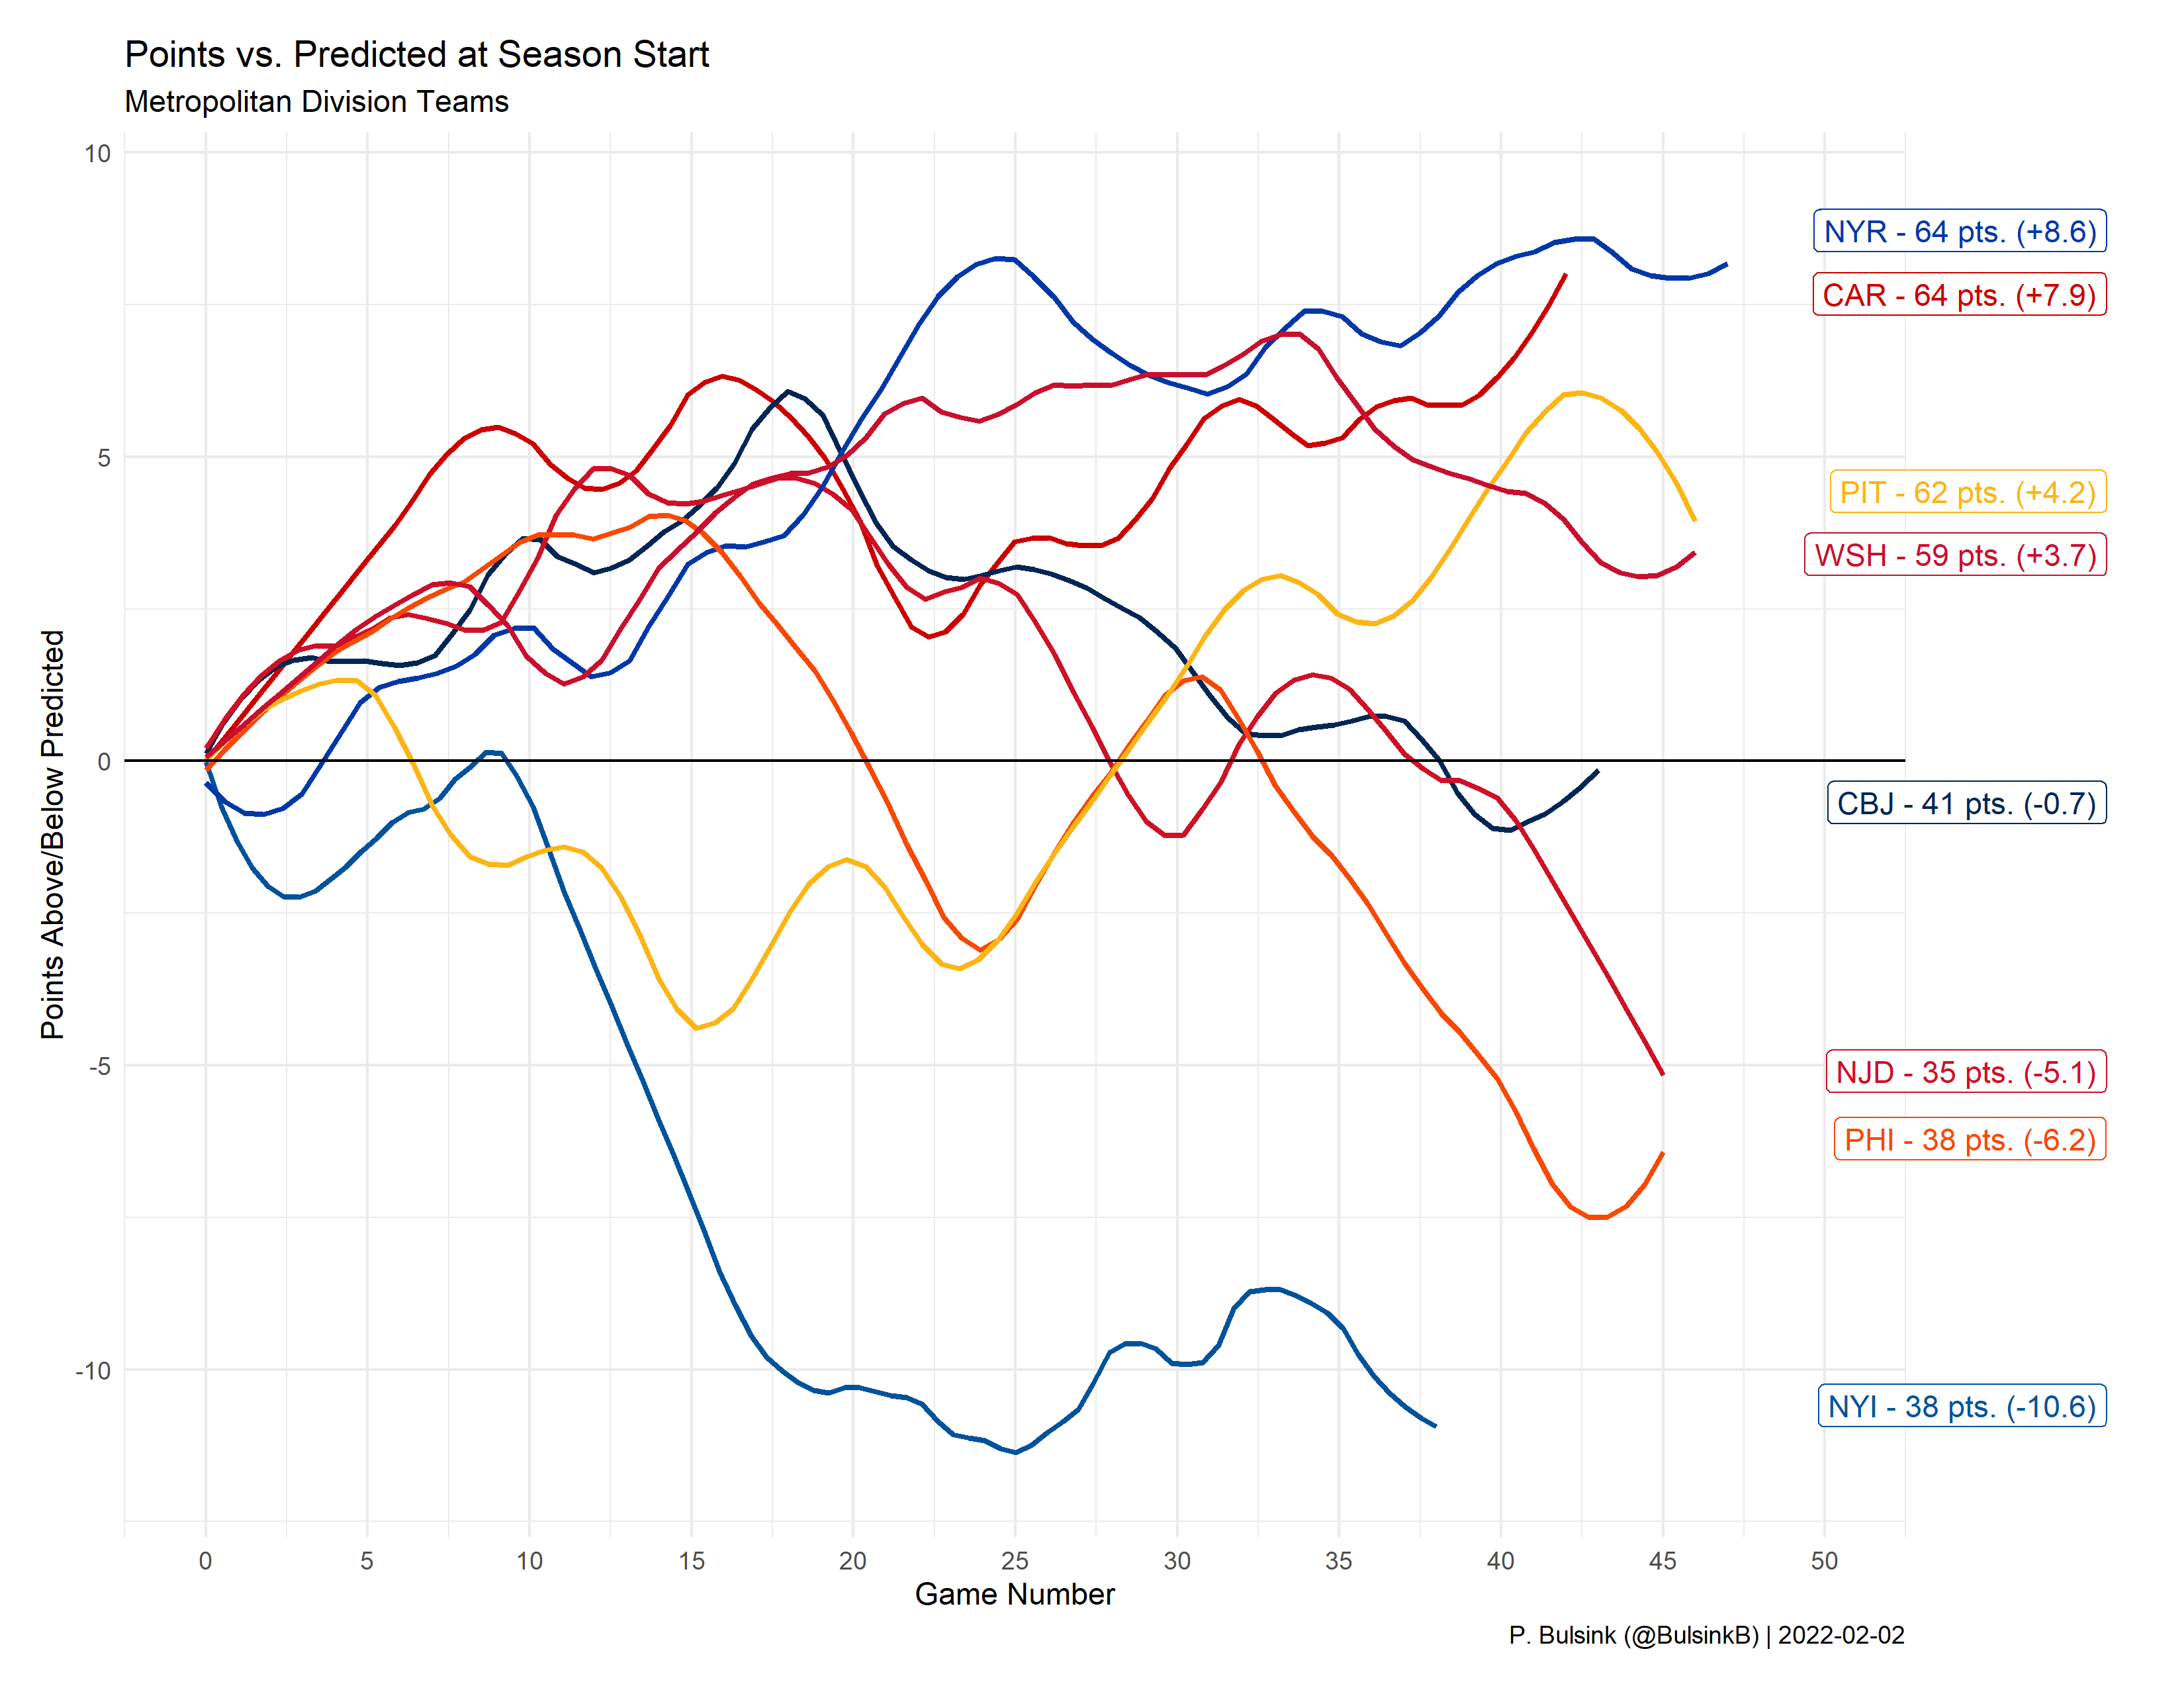 Points vs. Predicted at Season Start
Metropolitan Division Teams
Points Above/Below Predicted
10
5
0
-5
-10
NYR - 64 pts. (+8.6)
CAR - 64 pts. (+7.9)
PIT - 62 pts. (+4.2)
WSH - 59 pts. (+3.7)
CBJ - 41 pts. (-0.7)
NJD - 35 pts. (-5.1)
PHI - 38 pts. (-6.2)
NYI - 38 pts. (-10.6)
0 5 10 15 20 25 30 35 40 45 50
Game Number
P. Bulsink (@BulsinkB) | 2022-02-02